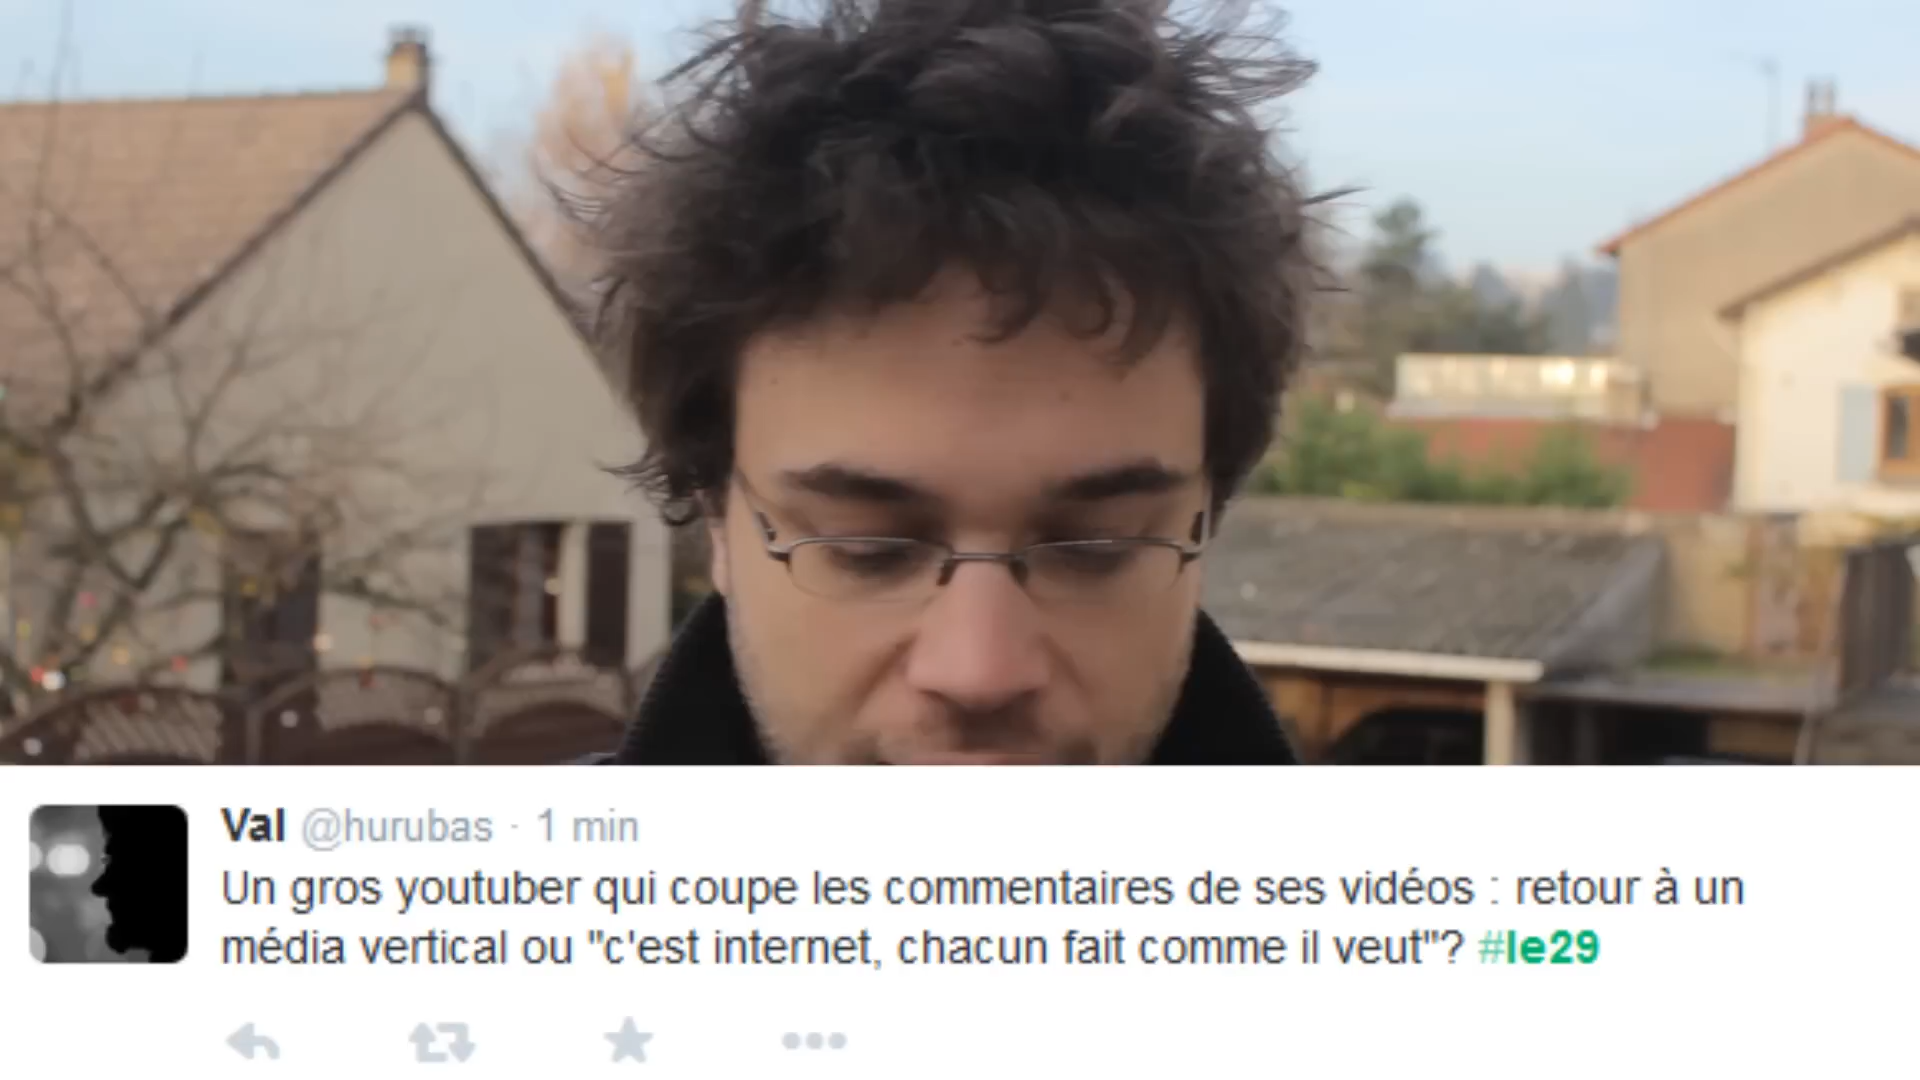 Val @hurubas · 1 min
Un gros youtuber qui coupe les commentaires de ses vidéos : retour à un
média vertical ou "c'est internet, chacun fait comme il veut"? #le29